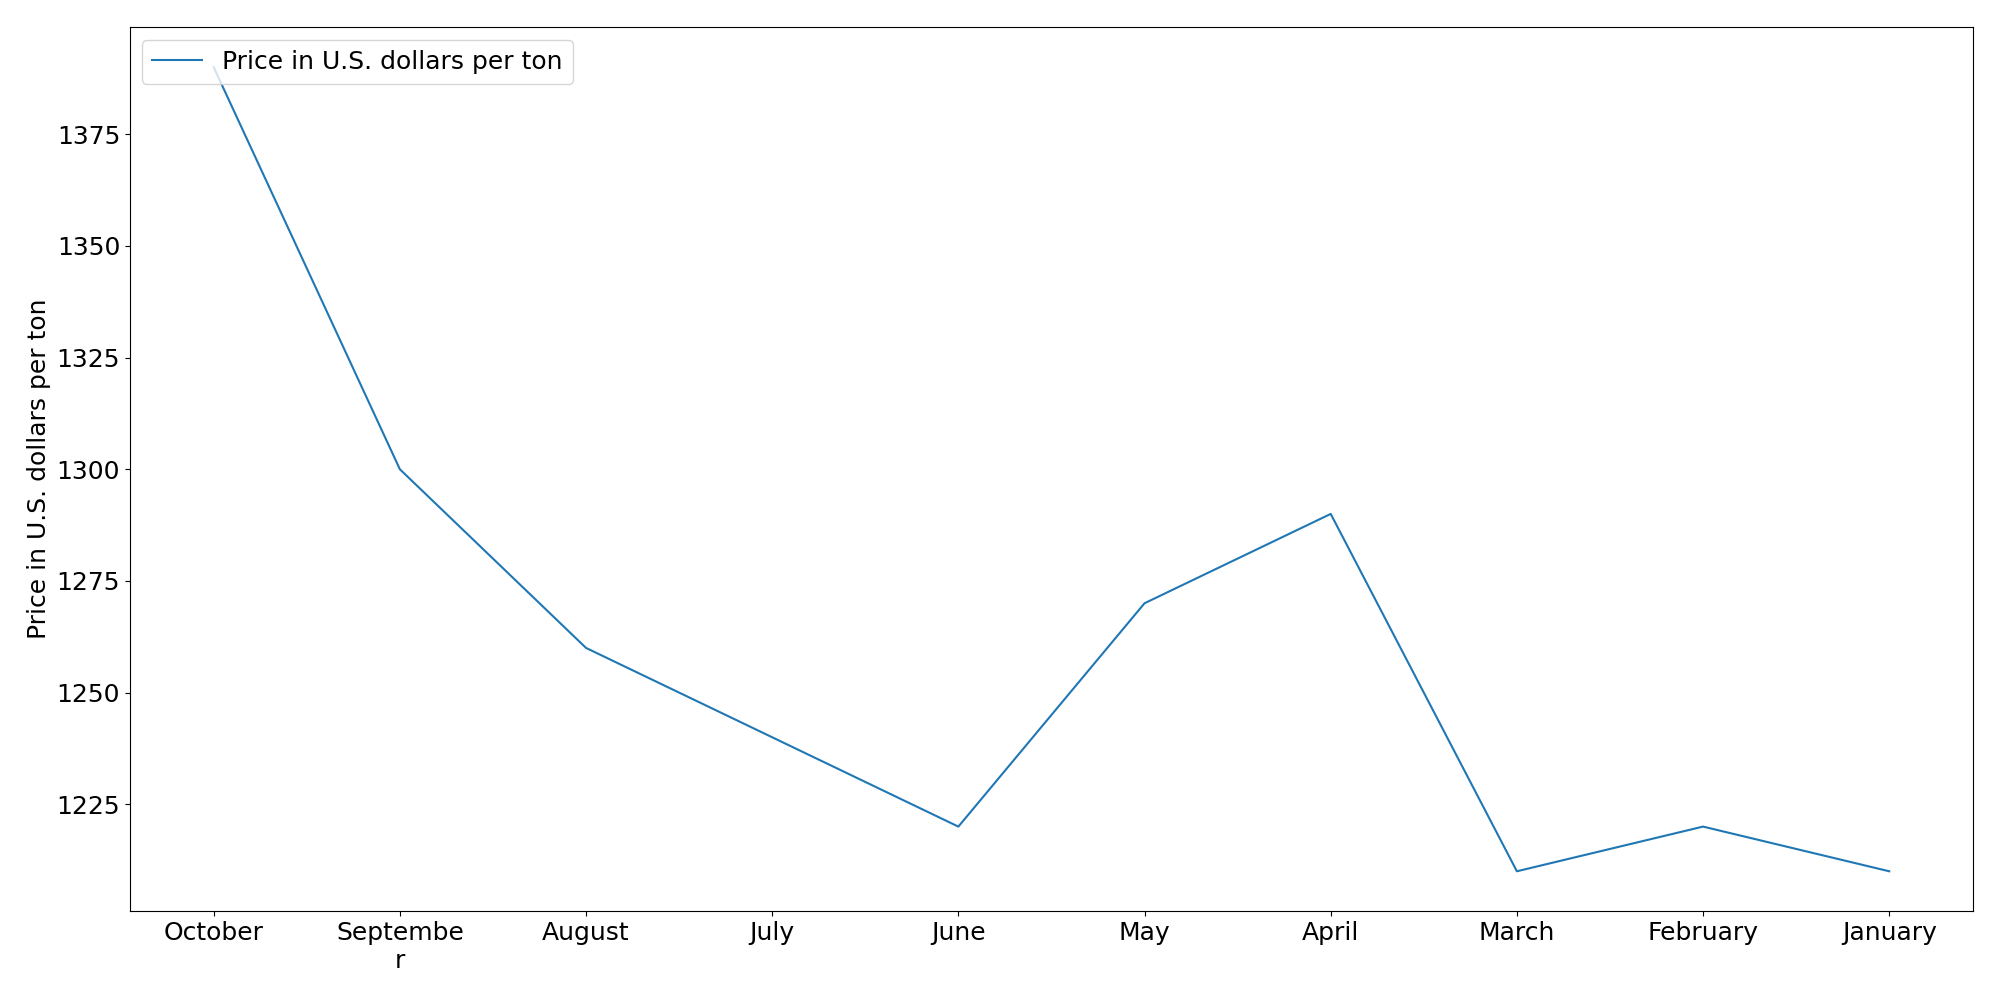 Price in U.S. dollars per ton
Price in U.S. dollars per ton
1375
1350
1325
1300
1275
1250
1225
October
Septembe
r
August
July
June
May
April
March
February
January